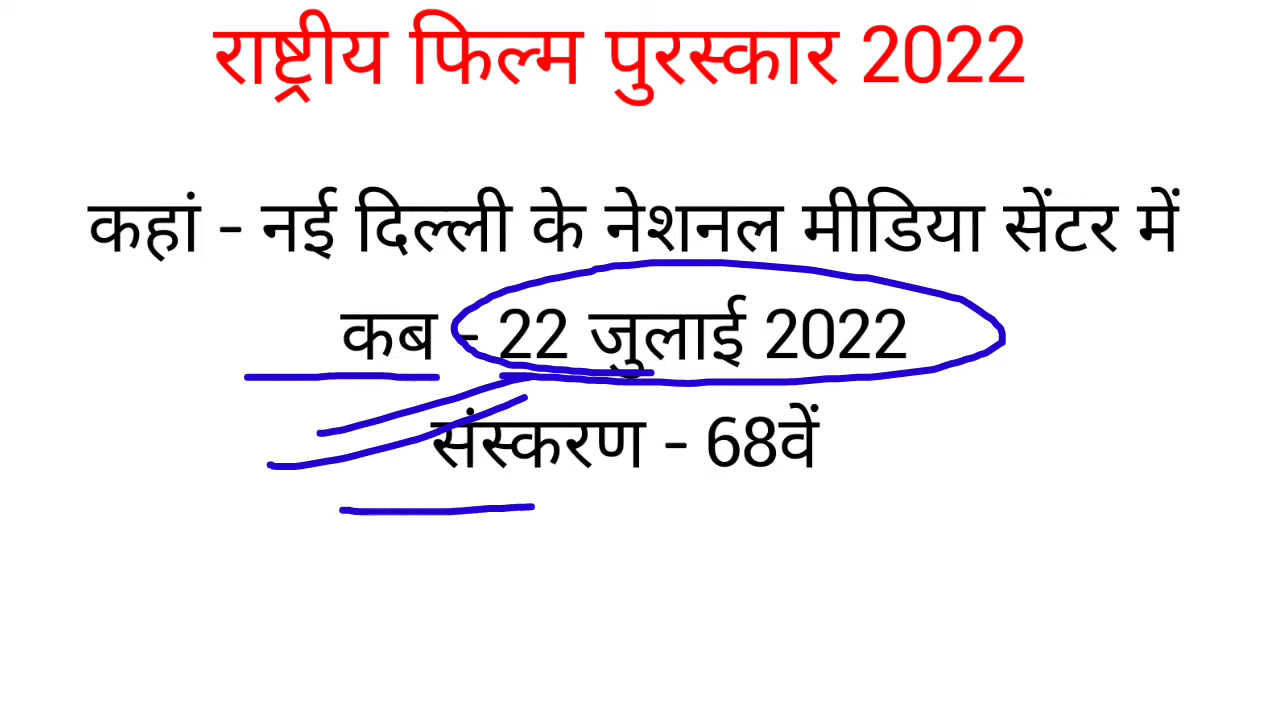 राष्ट्रीय फिल्म पुरस्कार 2022
कहां - नई दिल्ली के नेशनल मीडिया सेंटर में
कब - 22 जुलाई 2022
संस्करण - 68वें